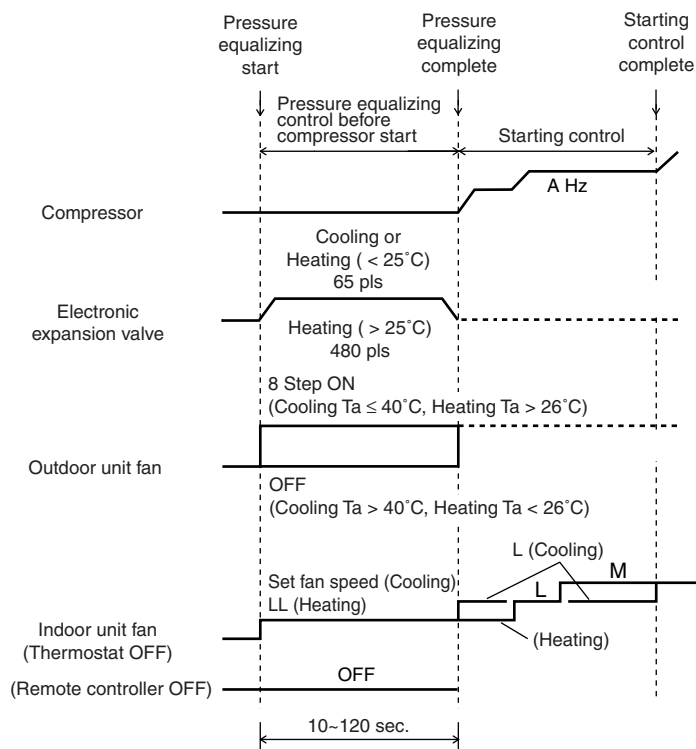 Pressure
equalizing
start
Pressure
equalizing
complete
Starting
control
complete
Pressure equalizing
control before
compressor start
Starting control
A Hz
Compressor
Cooling or
Heating ( < 25˚C)
65 pls
Electronic
expansion valve
Heating ( > 25˚C)
480 pls
8 Step ON
(Cooling Ta ≤ 40˚C, Heating Ta > 26˚C)
Outdoor unit fan
OFF
(Cooling Ta > 40˚C, Heating Ta < 26˚C)
L (Cooling)
Set fan speed (Cooling)
LL (Heating)
L
M
Indoor unit fan
(Thermostat OFF)
(Heating)
(Remote controller OFF)
OFF
10~120 sec.